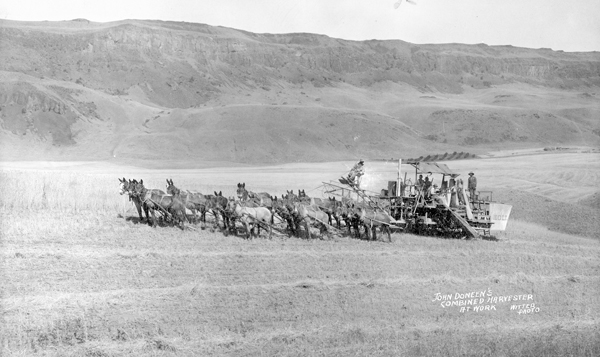 JOHN DONEEN'S
COMBINED HARVESTER
AT WORK
PHOTO